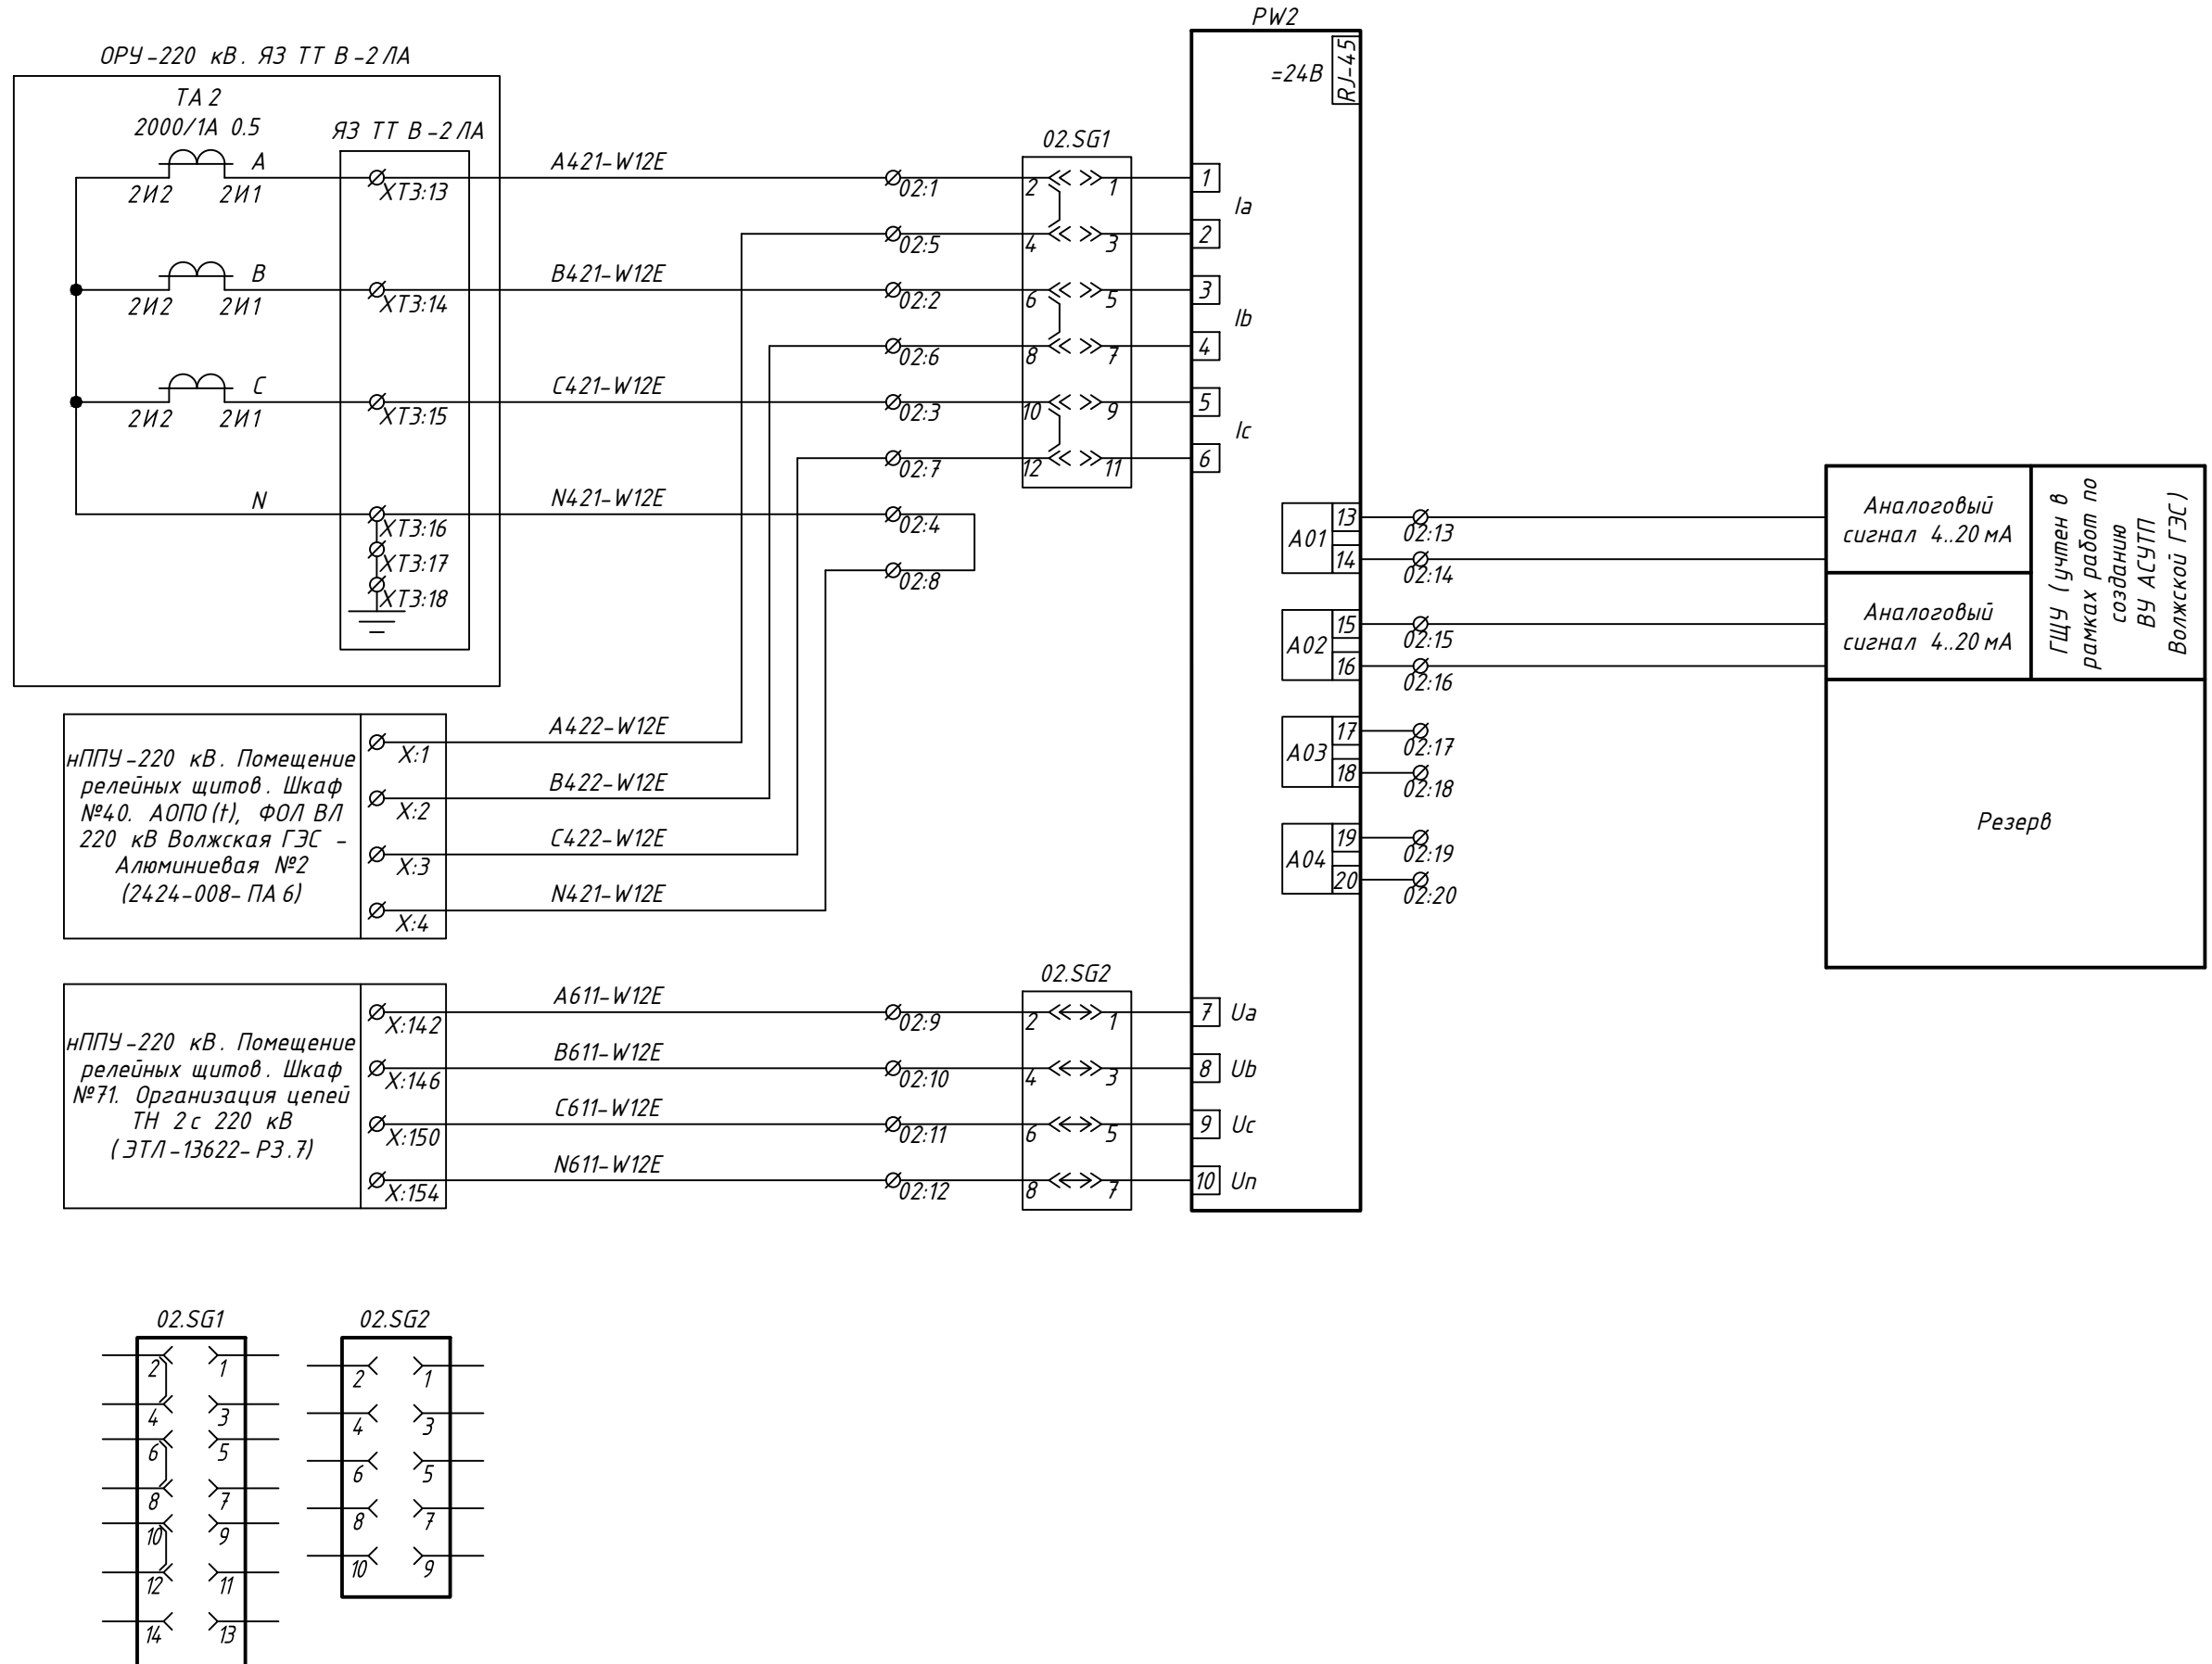 PW2
=24В
RJ-45
ОРУ-220 кВ. ЯЗ ТТ В-2ЛА
ТА2
2000/1А 0.5
ЯЗ ТТ В-2ЛА
A
2И2
2И1
XT3:13
A421-W12E
02:1
02:5
02.SG1
2
1
4
3
1
Ia
2
B
2И2
2И1
XT3:14
B421-W12E
02:2
02:6
6
5
8
7
3
Ib
4
C
2И2
2И1
XT3:15
C421-W12E
02:3
02:7
10
9
12
11
5
Ic
6
N
XT3:16
XT3:17
XT3:18
N421-W12E
02:4
02:8
А01
13
14
02:13
02:14
А02
15
16
02:15
02:16
А03
17
18
02:17
02:18
А04
19
20
02:19
02:20
Аналоговый
сигнал 4..20 мА
Аналоговый
сигнал 4..20 мА
ГЩУ (учтен в
рамках работ по
созданию
ВУ АСУТП
Волжской ГЭС)
Резерв
нППУ-220 кВ. Помещение
релейных щитов. Шкаф
№40. АОПО(t), ФОЛ ВЛ
220 кВ Волжская ГЭС -
Алюминиевая №2
(2424-008-ПА6)
X:1
A422-W12E
X:2
B422-W12E
X:3
C422-W12E
X:4
N421-W12E
нППУ-220 кВ. Помещение
релейных щитов. Шкаф
№71. Организация цепей
ТН 2с 220 кВ
(ЭТЛ-13622-РЗ.7)
X:142
A611-W12E
02:9
X:146
B611-W12E
02:10
X:150
C611-W12E
02:11
X:154
N611-W12E
02:12
02.SG2
2
1
4
3
6
5
8
7
7
Ua
8
Ub
9
Uc
10
Un
02.SG1
2
1
4
3
6
5
8
7
10
9
12
11
14
13
02.SG2
2
1
4
3
6
5
8
7
10
9